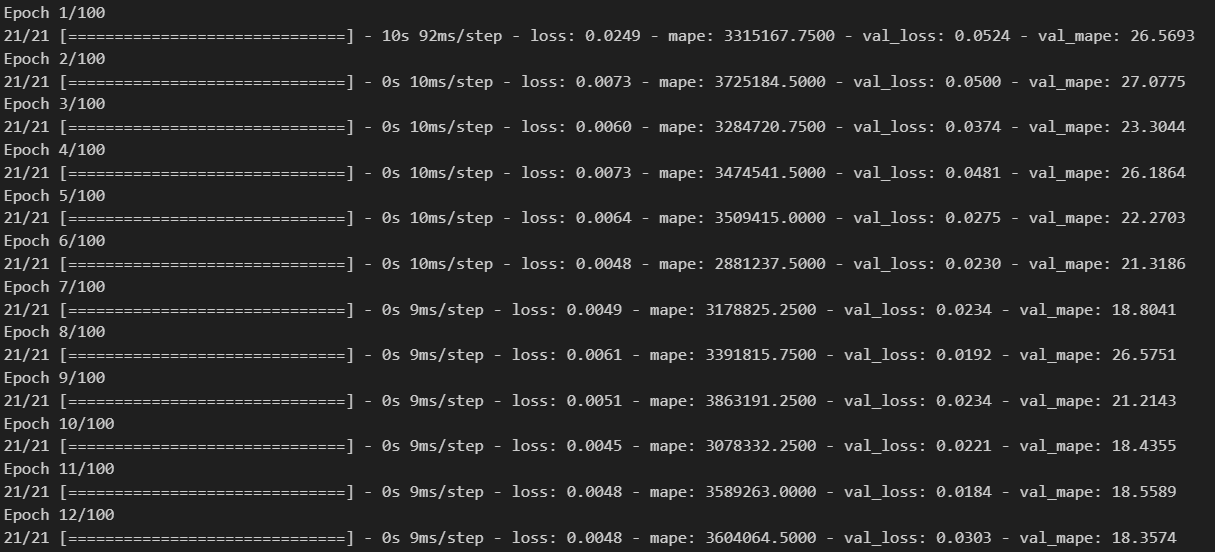 Epoch 1/100
21/21 [==============================] - 10s 92ms/step - loss: 0.0249 - mape: 3315167.7500 - val_loss: 0.0524 - val_mape: 26.5693
Epoch 2/100
21/21 [==============================] - 0s 10ms/step - loss: 0.0073 - mape: 3725184.5000 - val_loss: 0.0500 - val_mape: 27.0775
Epoch 3/100
21/21 [==============================] - 0s 10ms/step - loss: 0.0060 - mape: 3284720.7500 - val_loss: 0.0374 - val_mape: 23.3044
Epoch 4/100
21/21 [==============================] - 0s 10ms/step - loss: 0.0073 - mape: 3474541.5000 - val_loss: 0.0481 - val_mape: 26.1864
Epoch 5/100
21/21 [==============================] - 0s 10ms/step - loss: 0.0064 - mape: 3509415.0000 - val_loss: 0.0275 - val_mape: 22.2703
Epoch 6/100
21/21 [==============================] - 0s 10ms/step - loss: 0.0048 - mape: 2881237.5000 - val_loss: 0.0230 - val_mape: 21.3186
Epoch 7/100
21/21 [==============================] - 0s 9ms/step - loss: 0.0049 - mape: 3178825.2500 - val_loss: 0.0234 - val_mape: 18.8041
Epoch 8/100
21/21 [==============================] - 0s 9ms/step - loss: 0.0061 - mape: 3391815.7500 - val_loss: 0.0192 - val_mape: 26.5751
Epoch 9/100
21/21 [==============================] - 0s 9ms/step - loss: 0.0051 - mape: 3863191.2500 - val_loss: 0.0234 - val_mape: 21.2143
Epoch 10/100
21/21 [==============================] - 0s 9ms/step - loss: 0.0045 - mape: 3078332.2500 - val_loss: 0.0221 - val_mape: 18.4355
Epoch 11/100
21/21 [==============================] - 0s 9ms/step - loss: 0.0048 - mape: 3589263.0000 - val_loss: 0.0184 - val_mape: 18.5589
Epoch 12/100
21/21 [==============================] - 0s 9ms/step - loss: 0.0048 - mape: 3604064.5000 - val_loss: 0.0303 - val_mape: 18.3574